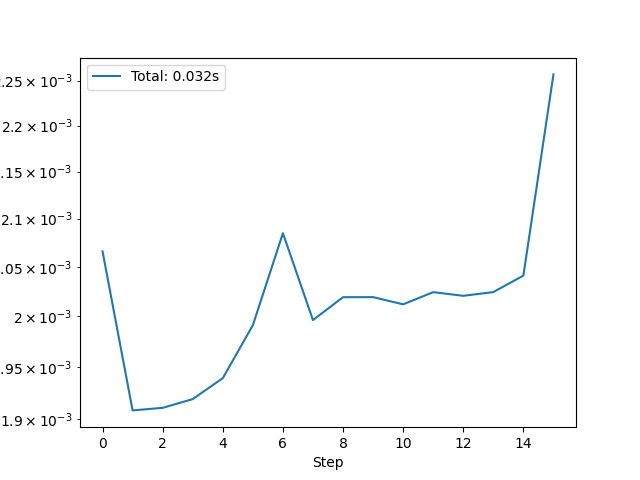 Total: 0.032s
.25 × 10⁻³
2.2 × 10⁻³
.15 × 10⁻³
2.1 × 10⁻³
.05 × 10⁻³
2 × 10⁻³
.95 × 10⁻³
1.9 × 10⁻³
0 2 4 6 8 10 12 14
Step